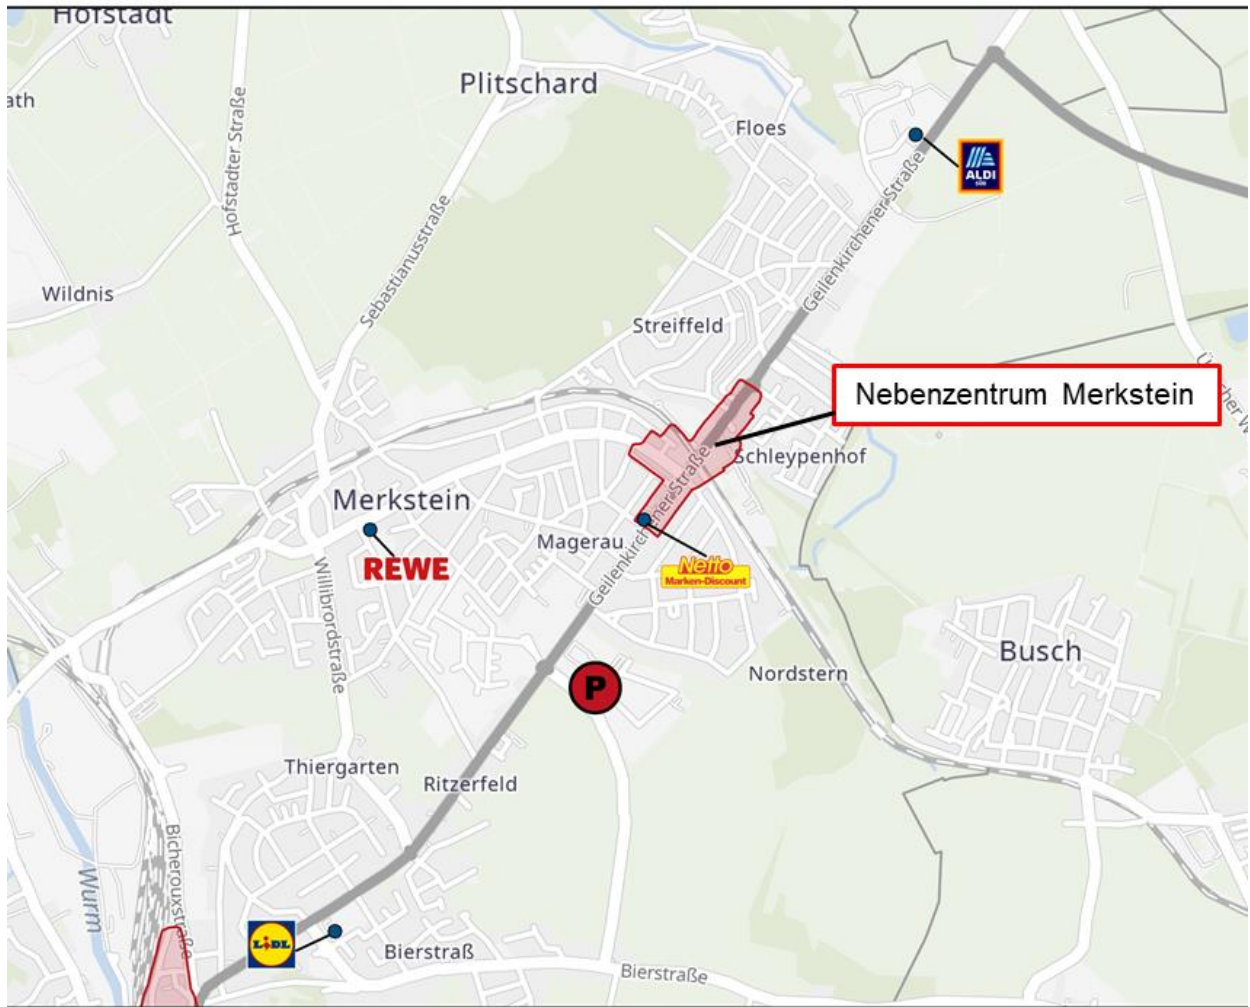 Hofstadt
Plitschard
ath
Floes
Hofstadter Straße
ALDI
SÜD
Geilenkirchener Straße
Sebastianusstraße
Wildnis
Streiffeld
Nebenzentrum Merkstein
Schleypenhof
Merkstein
Geilenkirchener Straße
Magerau
REWE
Netto
Marken-Discount
Willibrordstraße
Busch
Nordstern
P
Thiergarten
Ritzerfeld
Bicherouxstraße
Wurm
LIDL
Bierstraß
Bierstraße